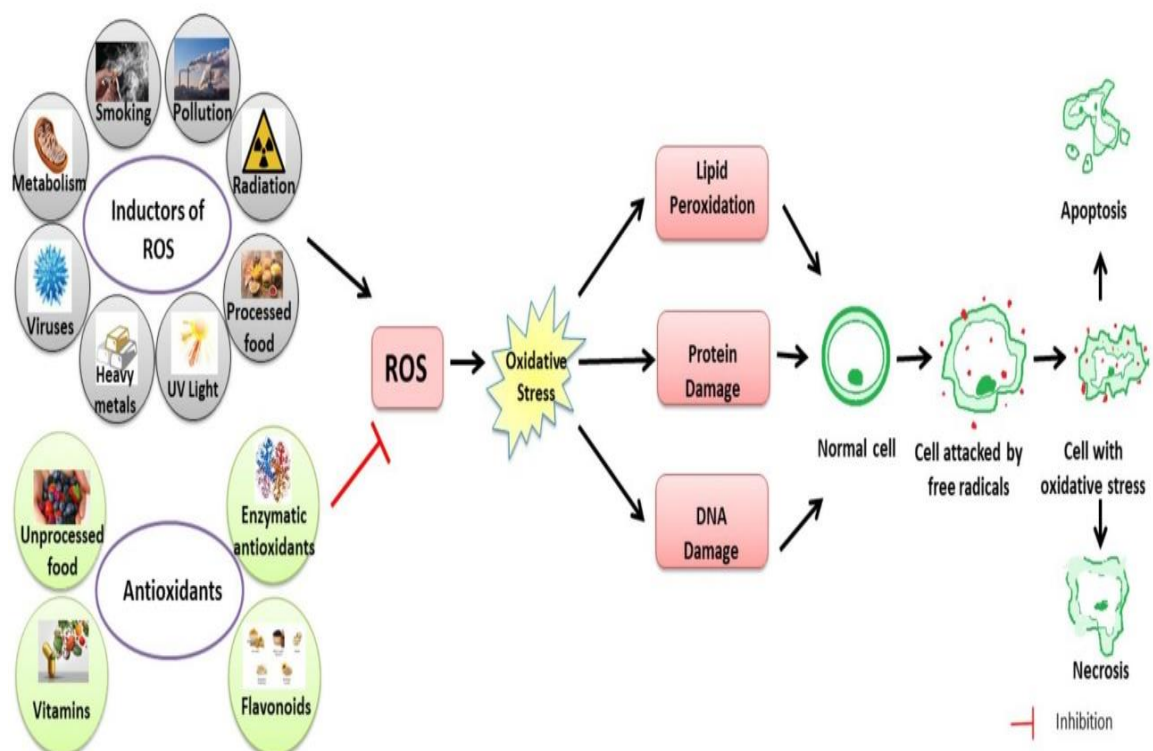 Smoking
Pollution
Metabolism
Radiation
Inductors of
ROS
Viruses
Processed
food
Heavy
metals
UV Light
Unprocessed
food
Enzymatic
antioxidants
Antioxidants
Vitamins
Flavonoids
ROS
Oxidative
Stress
Lipid
Peroxidation
Protein
Damage
DNA
Damage
Normal cell
Cell attacked by
free radicals
Cell with
oxidative stress
Apoptosis
Necrosis
Inhibition